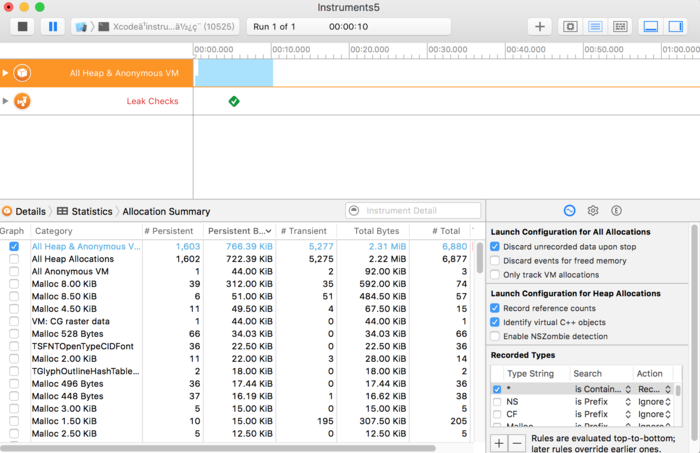 Instruments5
Xcodeä¹instru...ä½¿ç¨ (10525) Run 1 of 1 00:00:10
00:00.000 00:10.000 00:20.000 00:30.000 00:40.000 00:50.000 01:00.000
All Heap & Anonymous VM
Leak Checks
Details Statistics Allocation Summary Instrument Detail
Graph Category # Persistent Persistent B... # Transient Total Bytes # Total
All Heap & Anonymous V... 1,603 766.39 KiB 5,277 2.31 MiB 6,880
All Heap Allocations 1,602 722.39 KiB 5,275 2.22 MiB 6,877
All Anonymous VM 1 44.00 KiB 2 92.00 KiB 3
Malloc 8.00 KiB 39 312.00 KiB 35 592.00 KiB 74
Malloc 8.50 KiB 6 51.00 KiB 51 484.50 KiB 57
Malloc 4.50 KiB 11 49.50 KiB 4 67.50 KiB 15
VM: CG raster data 1 44.00 KiB 0 44.00 KiB 1
Malloc 528 Bytes 66 34.03 KiB 0 34.03 KiB 66
TSFNTOpenTypeCIDFont 36 22.50 KiB 0 22.50 KiB 36
Malloc 2.00 KiB 11 22.00 KiB 3 28.00 KiB 14
TGlyphOutlineHashTable... 2 18.00 KiB 0 18.00 KiB 2
Malloc 496 Bytes 36 17.44 KiB 0 17.44 KiB 36
Malloc 448 Bytes 37 16.19 KiB 1 16.62 KiB 38
Malloc 3.00 KiB 5 15.00 KiB 0 15.00 KiB 5
Malloc 1.50 KiB 10 15.00 KiB 195 307.50 KiB 205
Malloc 2.50 KiB 5 12.50 KiB 0 12.50 KiB 5
Launch Configuration for All Allocations
Discard unrecorded data upon stop
Discard events for freed memory
Only track VM allocations
Launch Configuration for Heap Allocations
Record reference counts
Identify virtual C++ objects
Enable NSZombie detection
Recorded Types
Type String Search Action
* is Contain... Rec...
NS is Prefix Ignore
CF is Prefix Ignore
Malloc is Prefix Ignore
+ − Rules are evaluated top-to-bottom;
later rules override earlier ones.